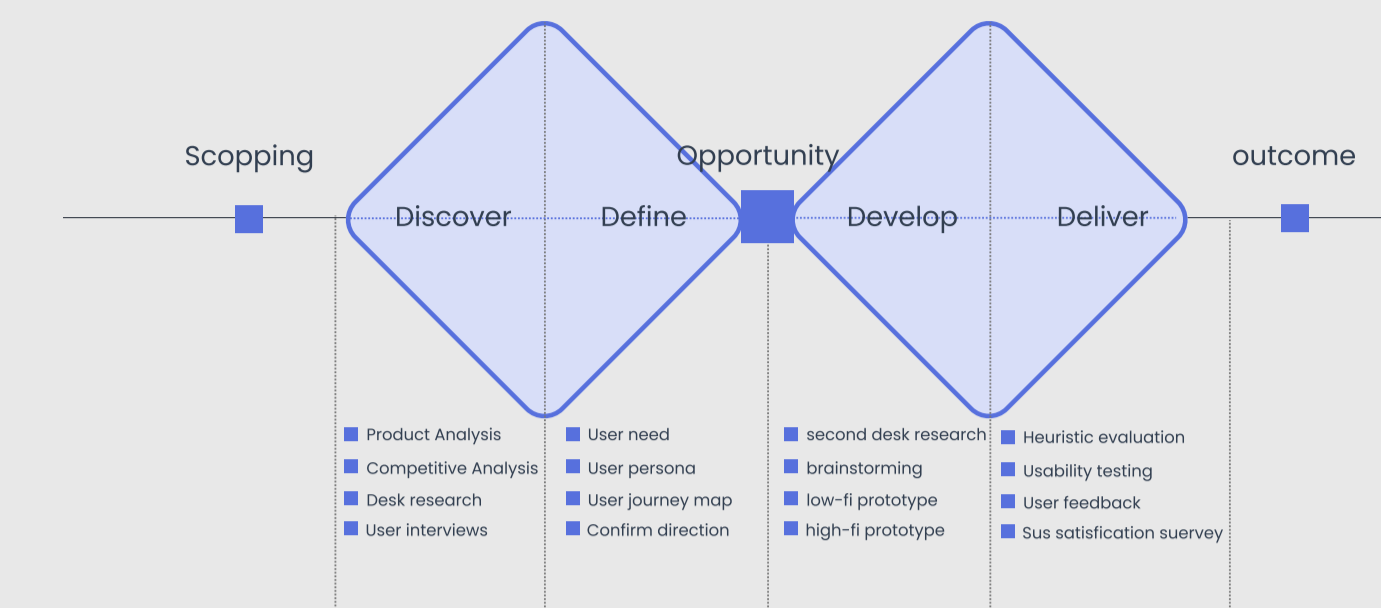 Scopping
Opportunity
outcome
Discover
Define
Develop
Deliver
Product Analysis
Competitive Analysis
Desk research
User interviews
User need
User persona
User journey map
Confirm direction
second desk research
brainstorming
low-fi prototype
high-fi prototype
Heuristic evaluation
Usability testing
User feedback
Sus satisfication suervey